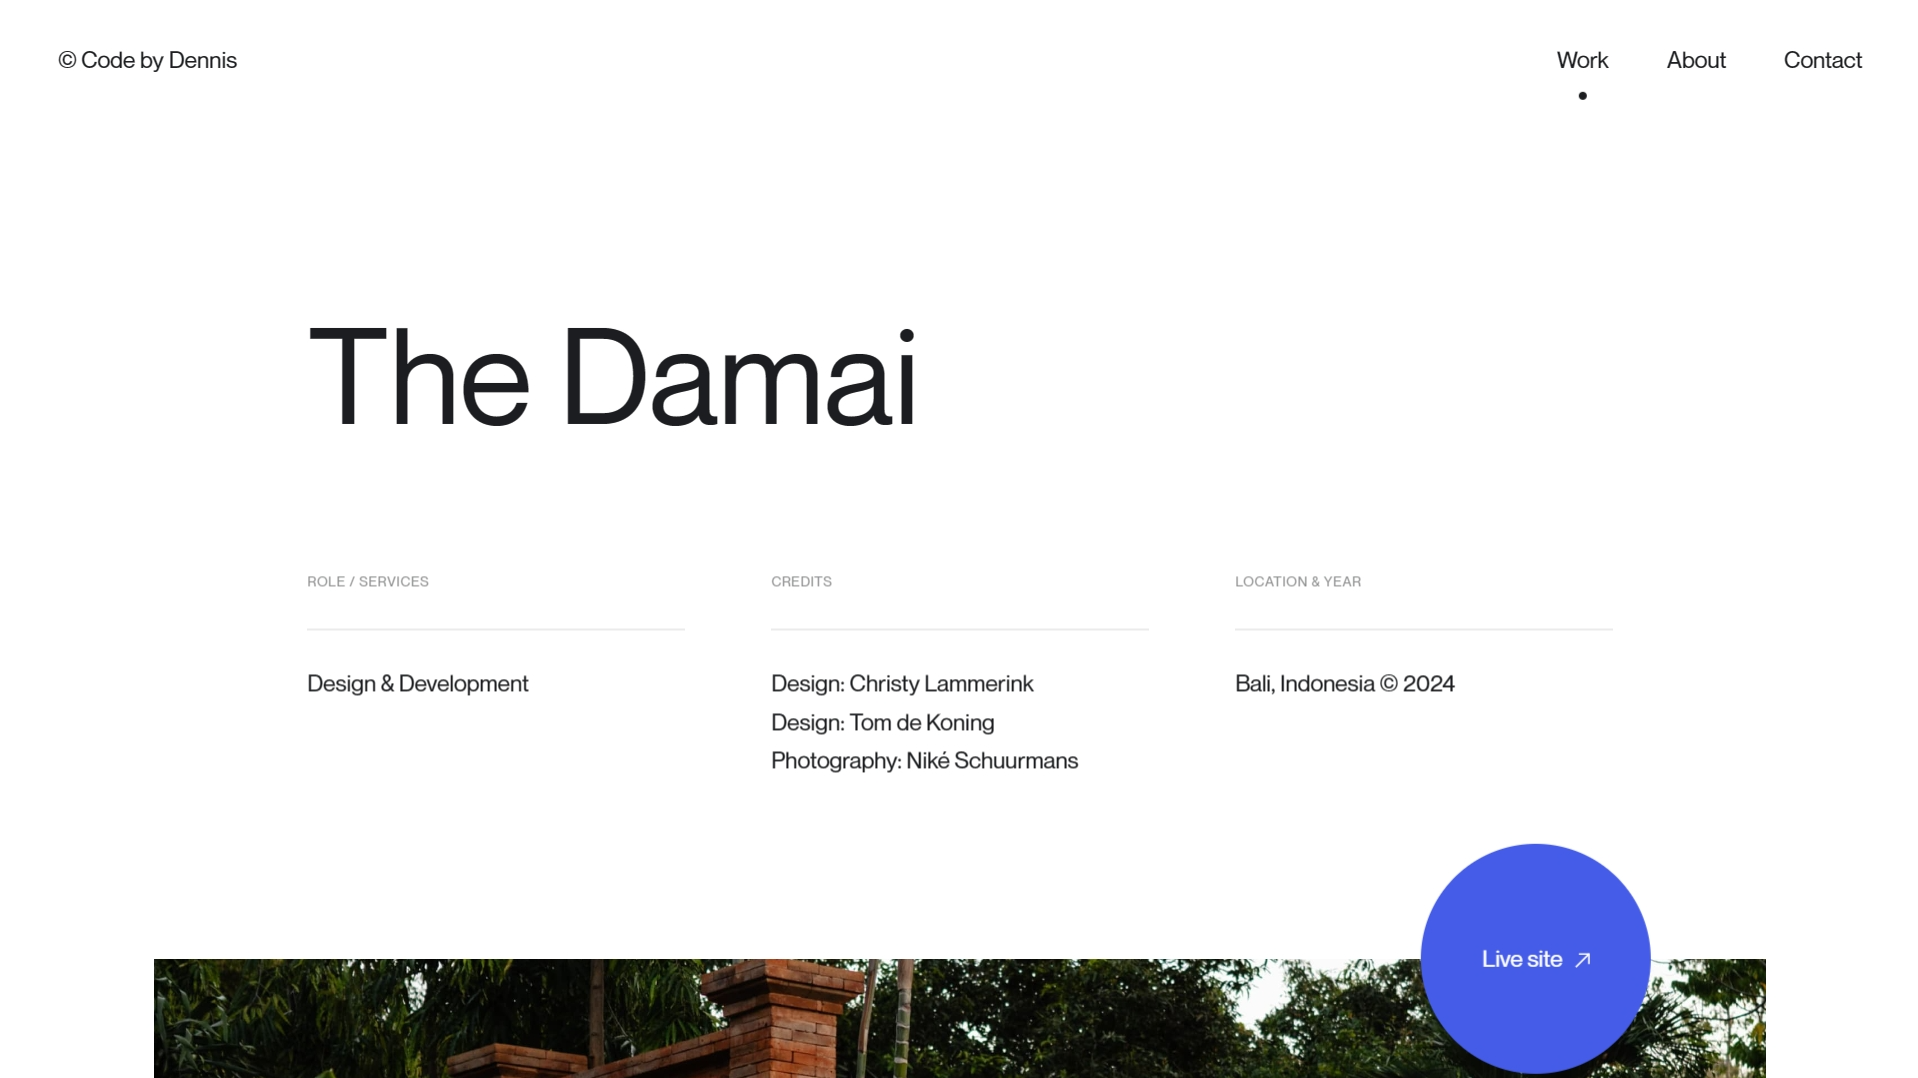 © Code by Dennis
Work
About
Contact
The Damai
ROLE / SERVICES
Design & Development
CREDITS
Design: Christy Lammerink
Design: Tom de Koning
Photography: Niké Schuurmans
LOCATION & YEAR
Bali, Indonesia © 2024
Live site